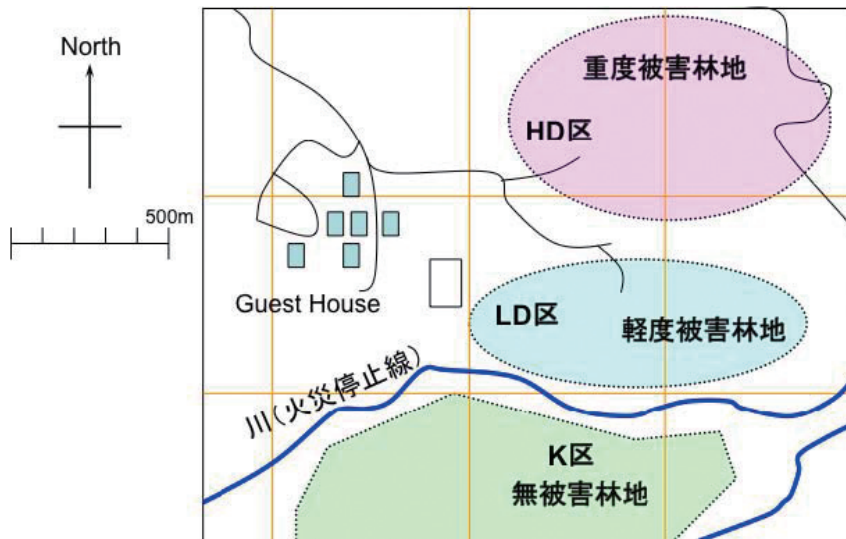 North
500m
重度被害林地
HD区
Guest House
LD区
軽度被害林地
川(火災停止線)
K区
無被害林地